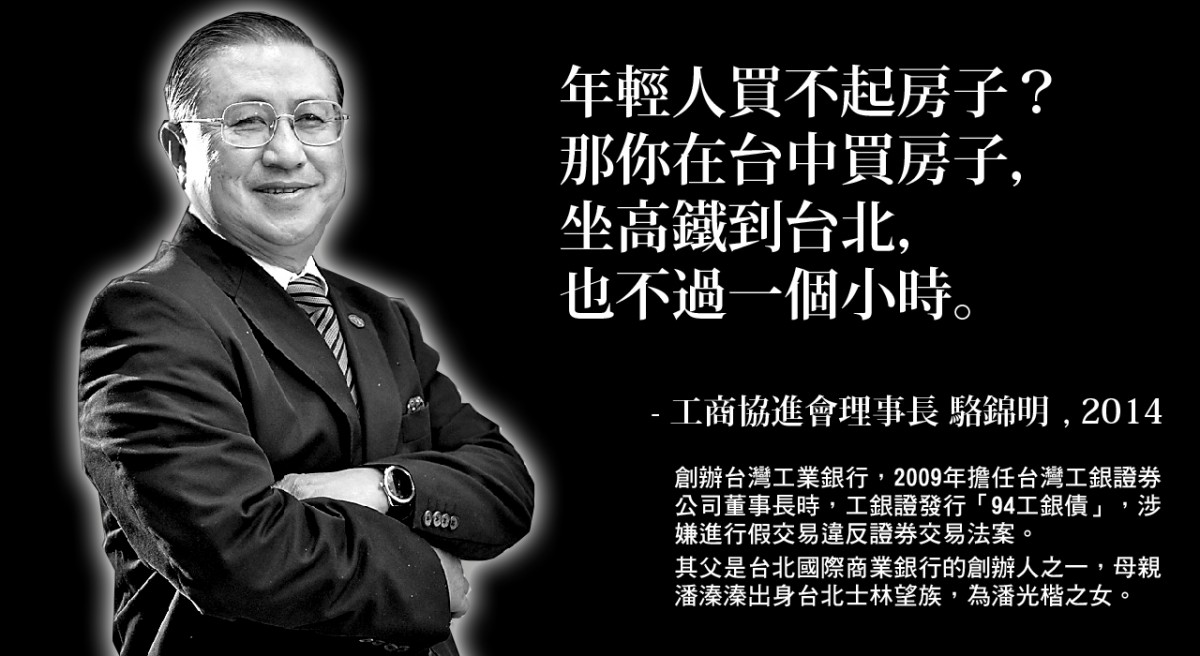 年輕人買不起房子？
那你在台中買房子,
坐高鐵到台北,
也不過一個小時。
- 工商協進會理事長 駱錦明 , 2014
創辦台灣工業銀行，2009年擔任台灣工銀證券
公司董事長時，工銀證發行「94工銀債」，涉
嫌進行假交易違反證券交易法案。
其父是台北國際商業銀行的創辦人之一，母親
潘溱溱出身台北士林望族，為潘光楷之女。